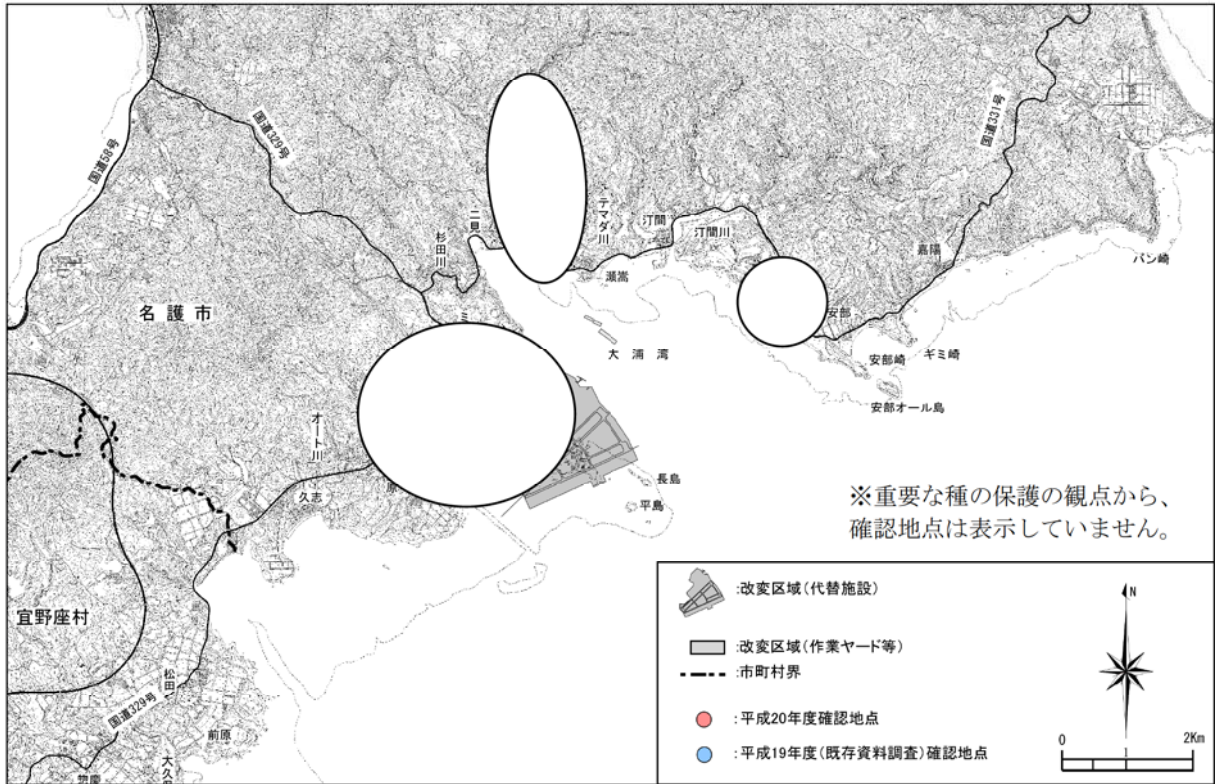 国道58号
国道329号
国道331号
二見
杉田川
テマダ川
汀間
汀間川
瀬嵩
嘉陽
バン崎
名護市
安部
大浦湾
安部崎
ギミ崎
安部オール島
オート川
久志
原
長島
平島
※重要な種の保護の観点から、
確認地点は表示していません。
宜野座村
松田
国道329号
前原
惣慶
:改変区域(代替施設)
:改変区域(作業ヤード等)
:市町村界
:平成20年度確認地点
:平成19年度(既存資料調査)確認地点
N
0 2Km